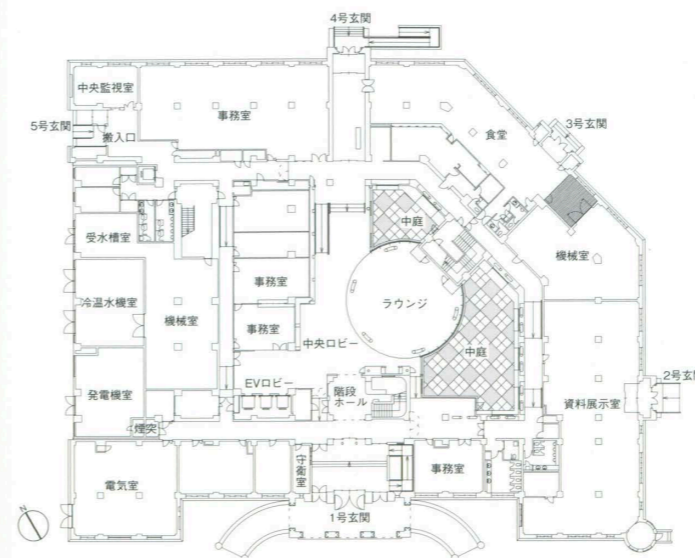 4号玄関
中央監視室
事務室
5号玄関
搬入口
食堂
3号玄関
受水槽室
中庭
機械室
冷温水機室
機械室
事務室
ラウンジ
事務室
中央ロビー
中庭
2号玄関
発電機室
EVロビー
階段
ホール
資料展示室
煙突
電気室
守衛室
事務室
1号玄関
N